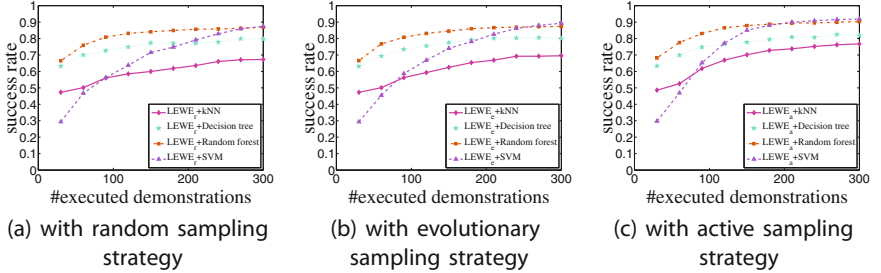 success rate
1
0.9
0.8
0.7
0.6
0.5
0.4
0.3
0.2
0.1
0
0 100 200 300
LEWE_r+kNN
LEWE_r+Decision tree
LEWE_r+Random forest
LEWE_r+SVM
#executed demonstrations
(a) with random sampling
strategy
success rate
1
0.9
0.8
0.7
0.6
0.5
0.4
0.3
0.2
0.1
0
0 100 200 300
LEWE_e+kNN
LEWE_e+Decision tree
LEWE_e+Random forest
LEWE_e+SVM
#executed demonstrations
(b) with evolutionary
sampling strategy
success rate
1
0.9
0.8
0.7
0.6
0.5
0.4
0.3
0.2
0.1
0
0 100 200 300
LEWE_a+kNN
LEWE_a+Decision tree
LEWE_a+Random forest
LEWE_a+SVM
#executed demonstrations
(c) with active sampling
strategy